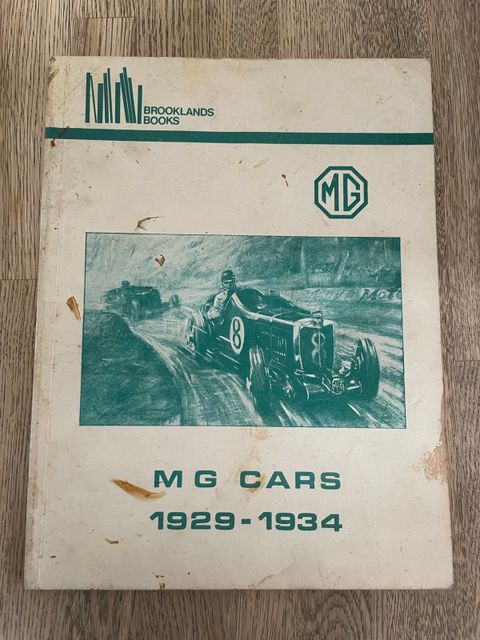 BROOKLANDS
BOOKS
MG
8
8
M G CARS
1929-1934